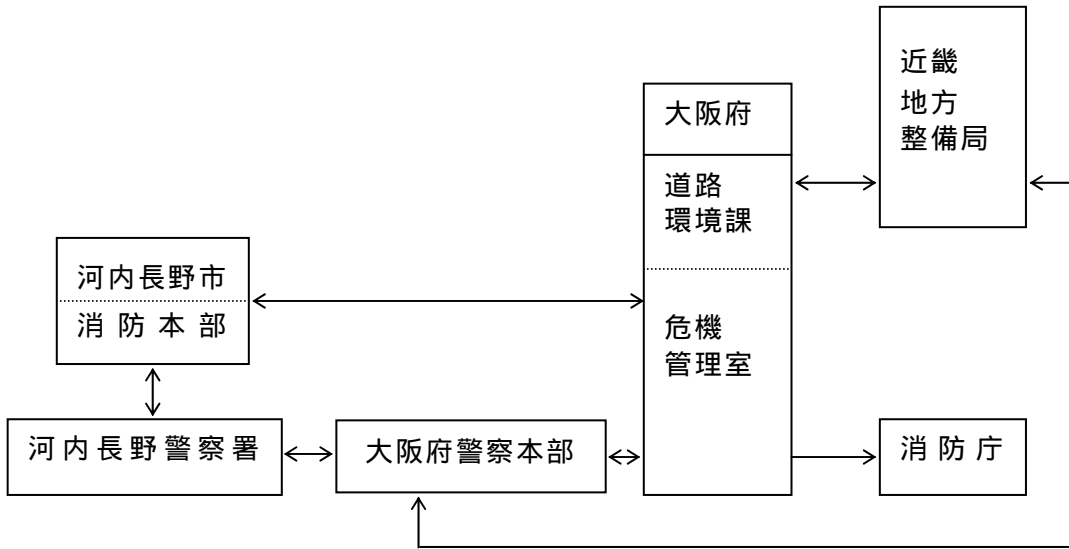 近畿
地方
整備局
大阪府
道路
環境課
危機
管理室
河内長野市
消防本部
河内長野警察署
大阪府警察本部
消防庁